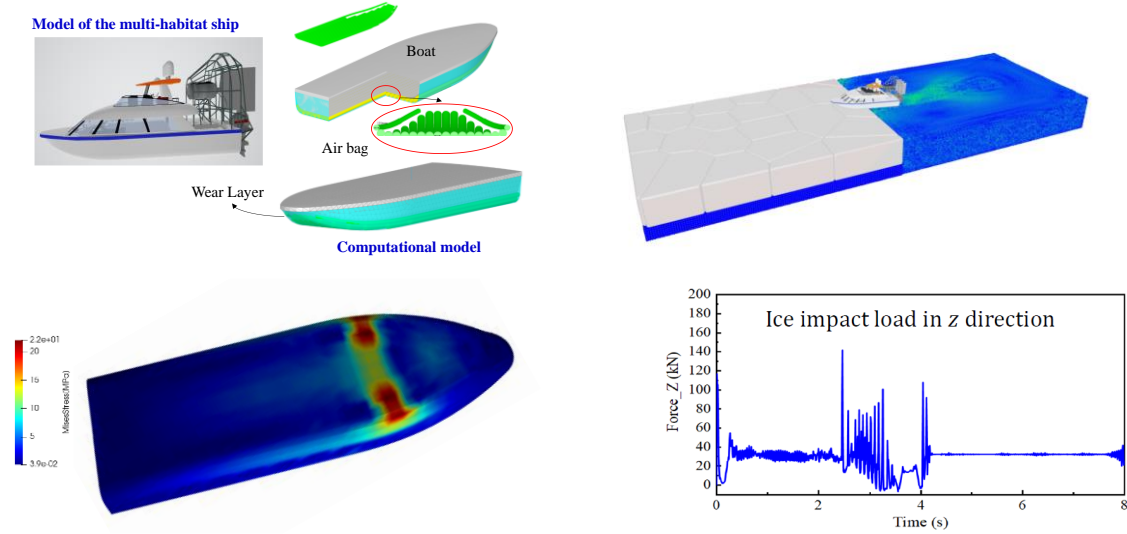 Model of the multi-habitat ship
Boat
Air bag
Wear Layer
Computational model
2.2e+01
20
15
10
5
3.9e-02
MisesStress(MPa)
Ice impact load in z direction
Force_Z (kN)
200
180
160
140
120
100
80
60
40
20
0
0 2 4 6 8
Time (s)